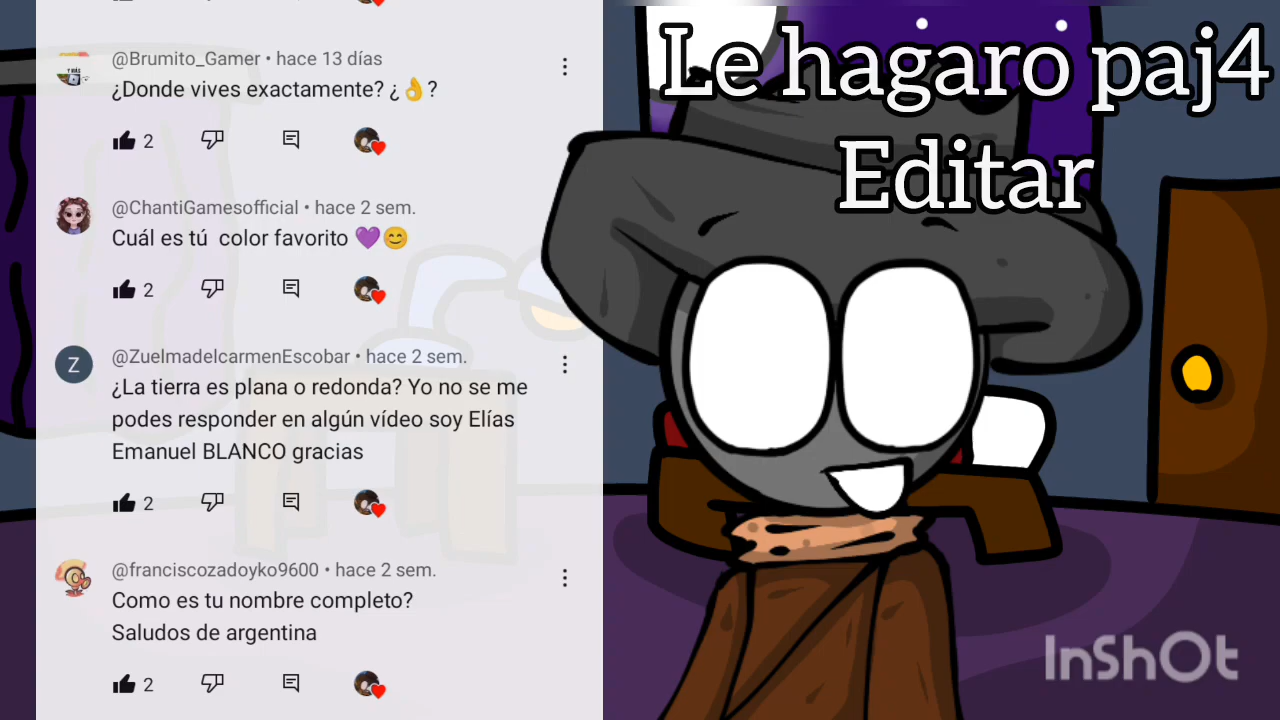 @Brumito_Gamer • hace 13 días
¿Donde vives exactamente? ¿👌?
2
@ChantiGamesofficial • hace 2 sem.
Cuál es tú color favorito 💜😊
2
Z
@ZuelmadelcarmenEscobar • hace 2 sem.
¿La tierra es plana o redonda? Yo no se me
podes responder en algún vídeo soy Elías
Emanuel BLANCO gracias
2
@franciscozadoyko9600 • hace 2 sem.
Como es tu nombre completo?
Saludos de argentina
2
Le hagaro paj4
Editar
InShOt